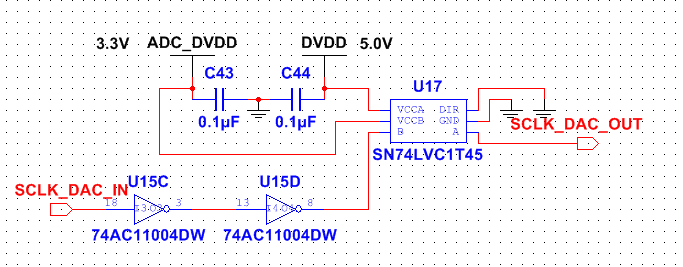 3.3V ADC_DVDD DVDD 5.0V
C43 C44 U17
0.1µF 0.1µF
VCCA DIR
VCCB GND
B A
SCLK_DAC_OUT
SN74LVC1T45
SCLK_DAC_IN U15C U15D
18 3 13 8
74AC11004DW 74AC11004DW